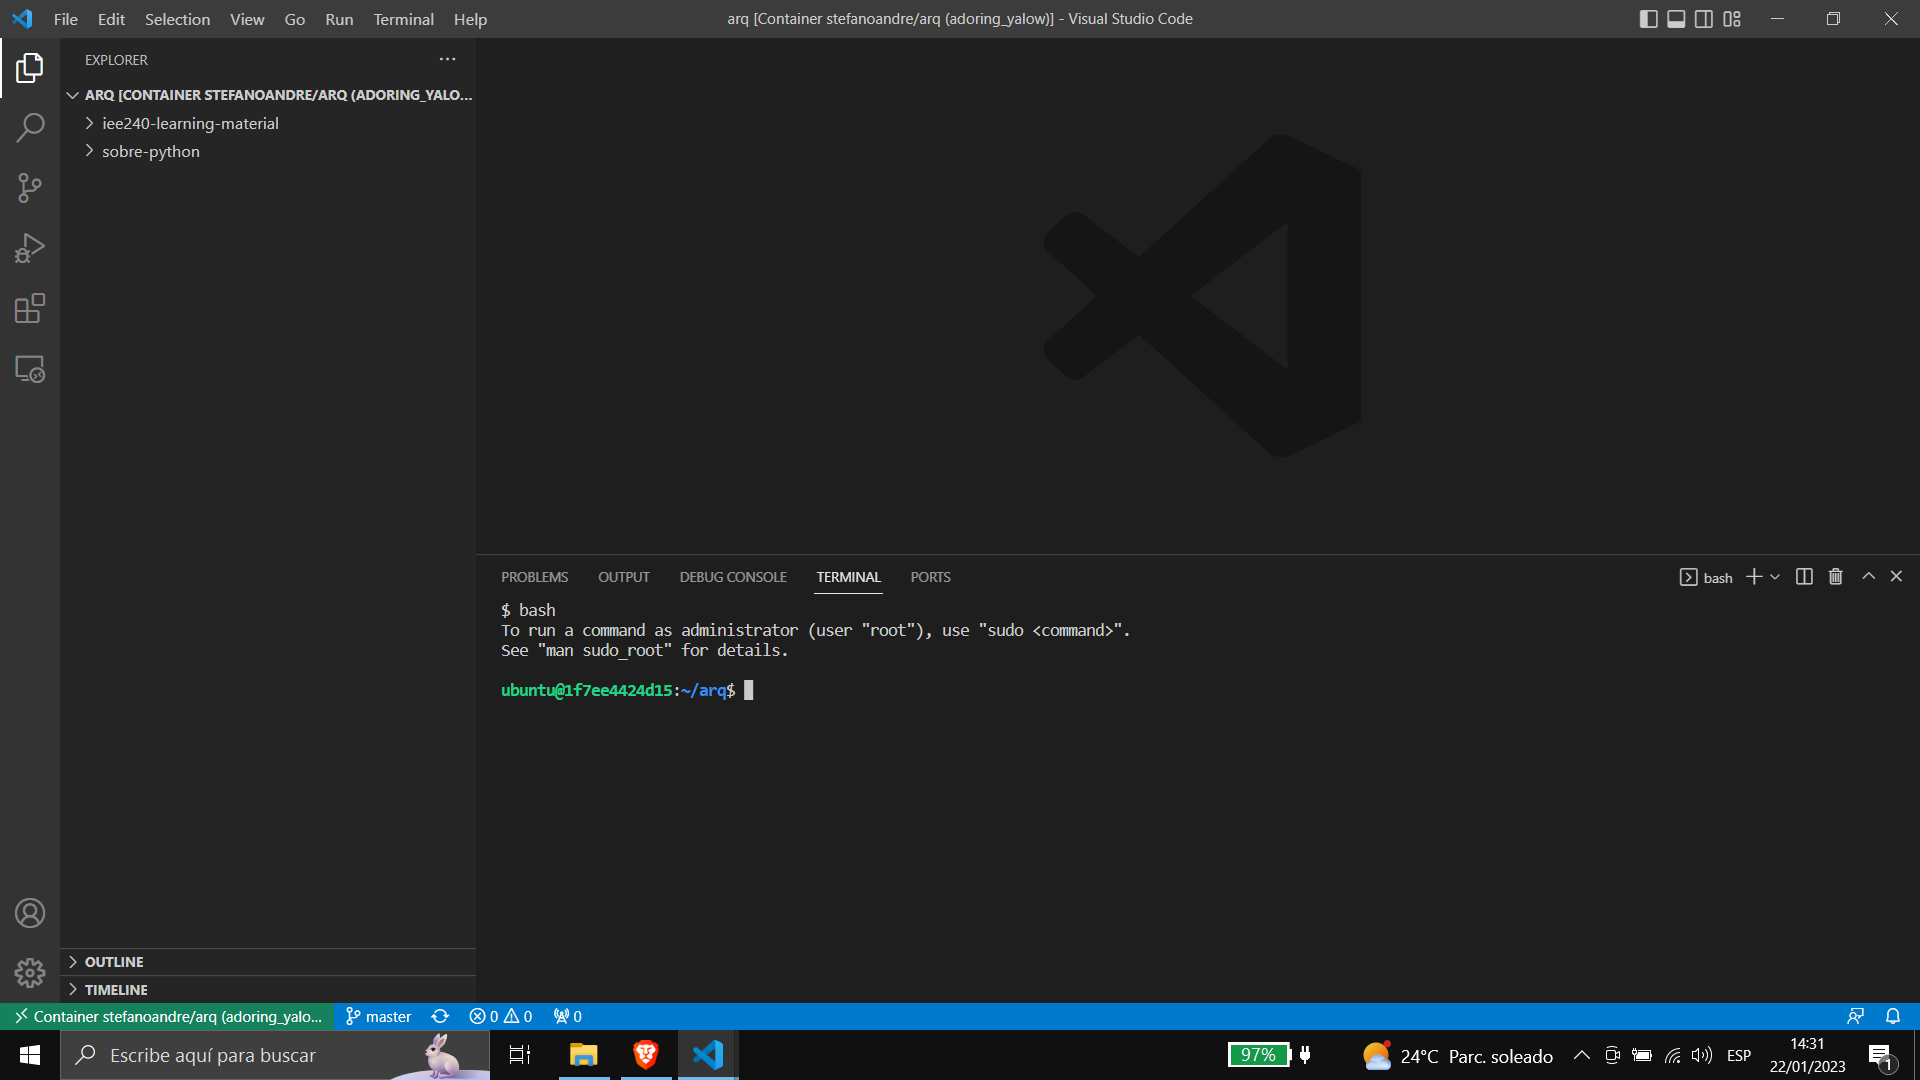 File Edit Selection View Go Run Terminal Help
arq [Container stefanoandre/arq (adoring_yalow)] - Visual Studio Code
EXPLORER
ARQ [CONTAINER STEFANOANDRE/ARQ (ADORING_YALO...
iee240-learning-material
sobre-python
PROBLEMS OUTPUT DEBUG CONSOLE TERMINAL PORTS
bash
$ bash
To run a command as administrator (user "root"), use "sudo <command>".
See "man sudo_root" for details.
ubuntu@1f7ee4424d15:~/arq$
OUTLINE
TIMELINE
Container stefanoandre/arq (adoring_yalo... master 0 0 0
Escribe aquí para buscar
97%
24°C Parc. soleado
ESP
14:31
22/01/2023
1